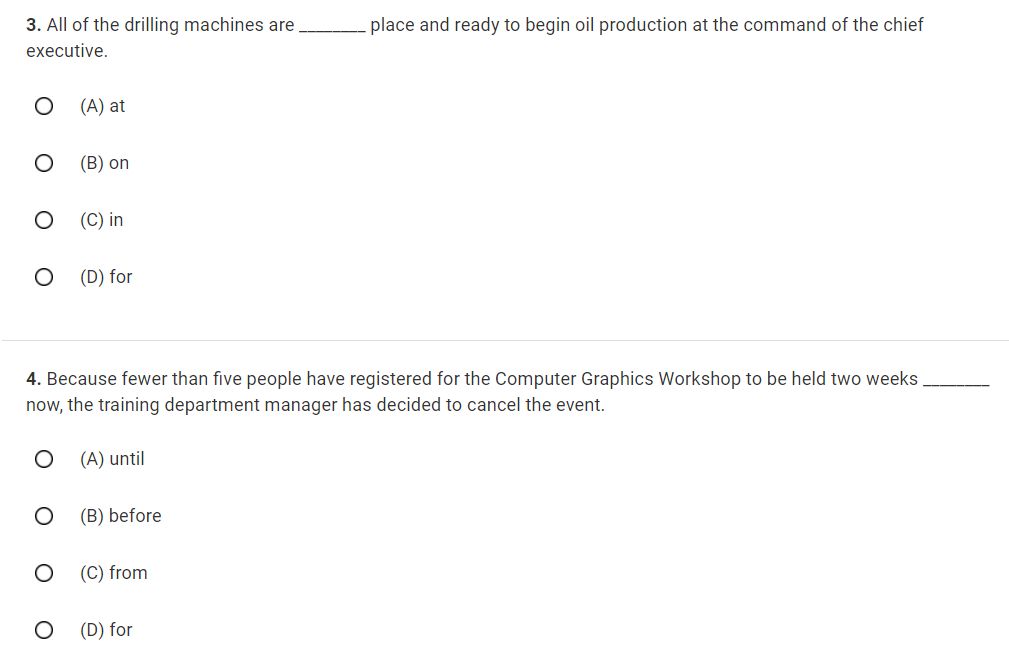 3. All of the drilling machines are ________ place and ready to begin oil production at the command of the chief
executive.
(A) at
(B) on
(C) in
(D) for
4. Because fewer than five people have registered for the Computer Graphics Workshop to be held two weeks ________
now, the training department manager has decided to cancel the event.
(A) until
(B) before
(C) from
(D) for